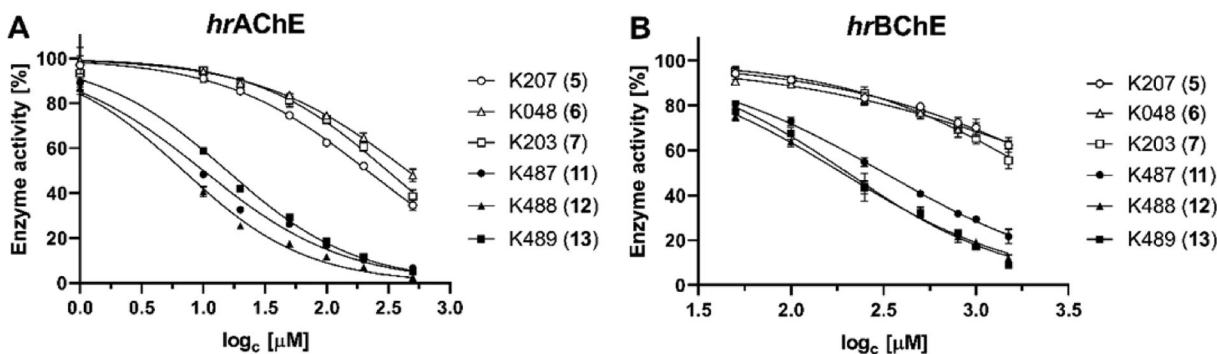 A
hrAChE
Enzyme activity [%]
100
80
60
40
20
0
0.0 0.5 1.0 1.5 2.0 2.5 3.0
log_c [µM]
K207 (5)
K048 (6)
K203 (7)
K487 (11)
K488 (12)
K489 (13)
B
hrBChE
Enzyme activity [%]
100
80
60
40
20
0
1.5 2.0 2.5 3.0 3.5
log_c [µM]
K207 (5)
K048 (6)
K203 (7)
K487 (11)
K488 (12)
K489 (13)